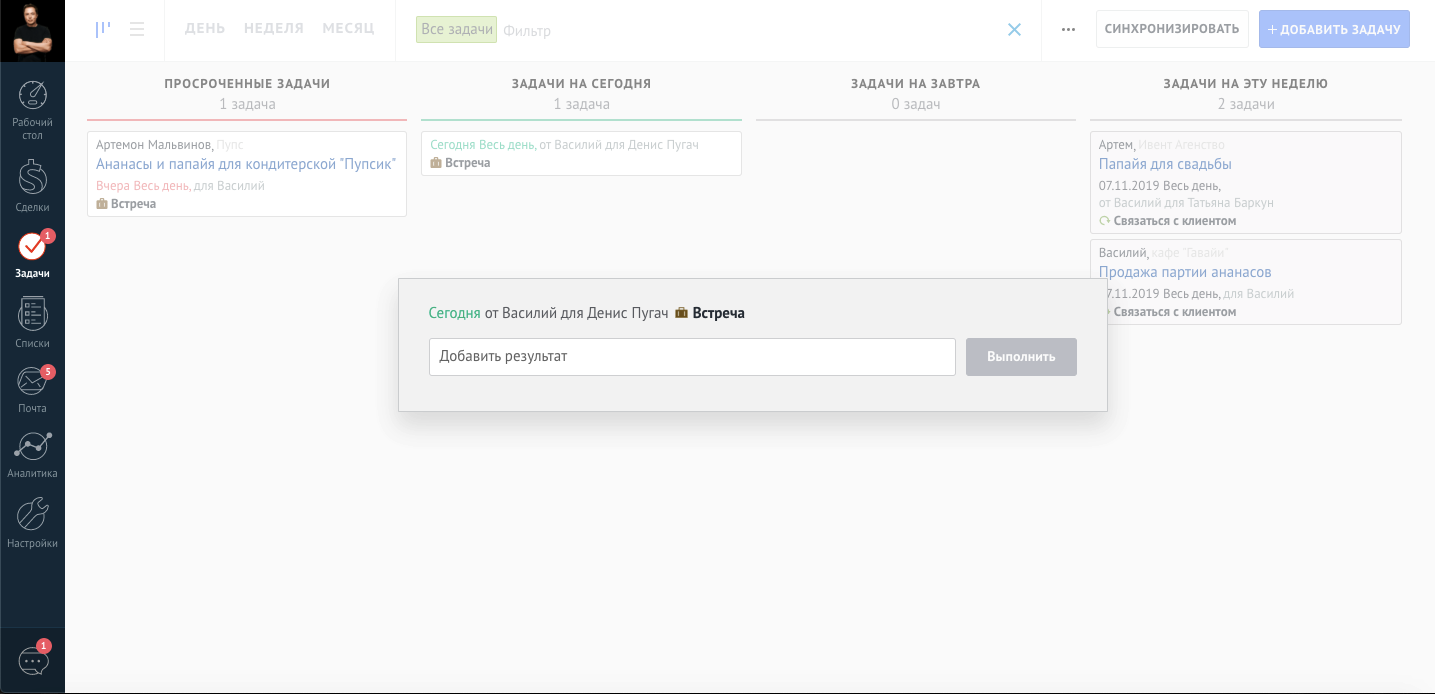 Рабочий
стол
Сделки
1
Задачи
Списки
5
Почта
Аналитика
Настройки
1
ДЕНЬ НЕДЕЛЯ МЕСЯЦ
Все задачи Фильтр
СИНХРОНИЗИРОВАТЬ
ДОБАВИТЬ ЗАДАЧУ
ПРОСРОЧЕННЫЕ ЗАДАЧИ
1 задача
Артемон Мальвинов, Пупс
Ананасы и папайя для кондитерской "Пупсик"
Вчера Весь день, для Василий
Встреча
ЗАДАЧИ НА СЕГОДНЯ
1 задача
Сегодня Весь день, от Василий для Денис Пугач
Встреча
ЗАДАЧИ НА ЗАВТРА
0 задач
ЗАДАЧИ НА ЭТУ НЕДЕЛЮ
2 задачи
Артем, Ивент Агенство
Папайя для свадьбы
07.11.2019 Весь день,
от Василий для Татьяна Баркун
Связаться с клиентом
Василий, кафе "Гавайи"
Продажа партии ананасов
7.11.2019 Весь день, для Василий
Связаться с клиентом
Сегодня от Василий для Денис Пугач Встреча
Добавить результат
Выполнить